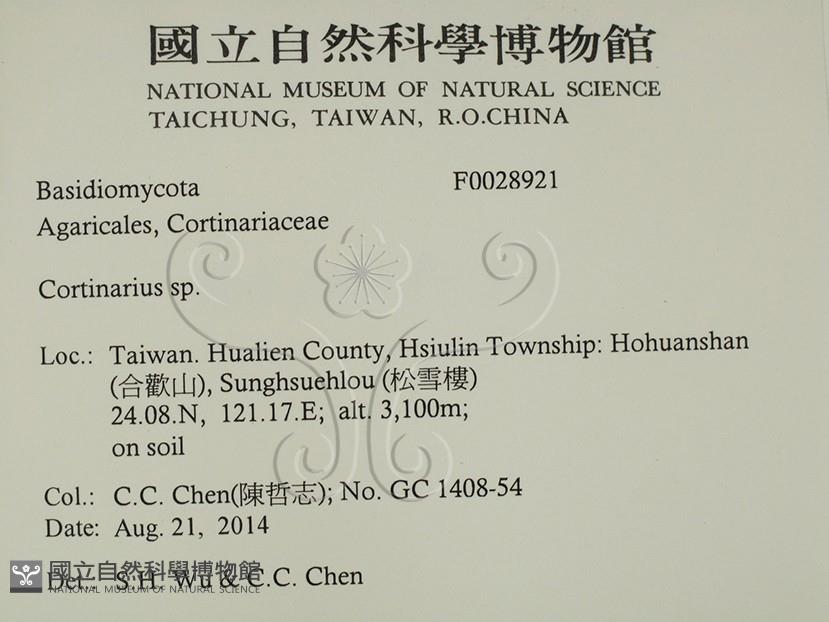 國立自然科學博物館
NATIONAL MUSEUM OF NATURAL SCIENCE
TAICHUNG, TAIWAN, R.O.CHINA
Basidiomycota F0028921
Agaricales, Cortinariaceae
Cortinarius sp.
Loc.: Taiwan. Hualien County, Hsiulin Township: Hohuanshan
(合歡山), Sunghsuehlou (松雪樓)
24.08.N, 121.17.E; alt. 3,100m;
on soil
Col.: C.C. Chen(陳哲志); No. GC 1408-54
Date: Aug. 21, 2014
Det.: S.H. Wu & C.C. Chen
國立自然科學博物館
NATIONAL MUSEUM OF NATURAL SCIENCE